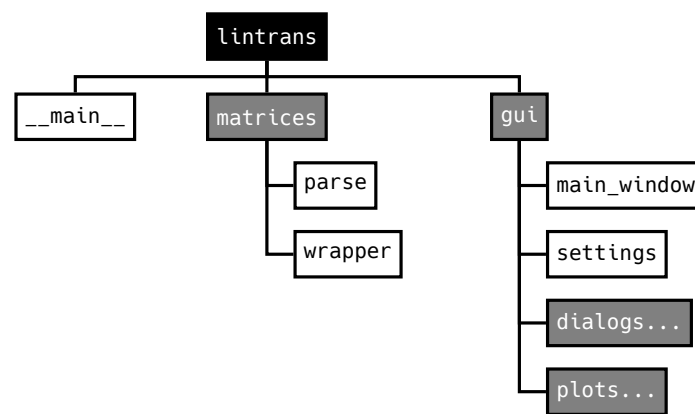 lintrans
__main__
matrices
gui
parse
main_window
wrapper
settings
dialogs...
plots...